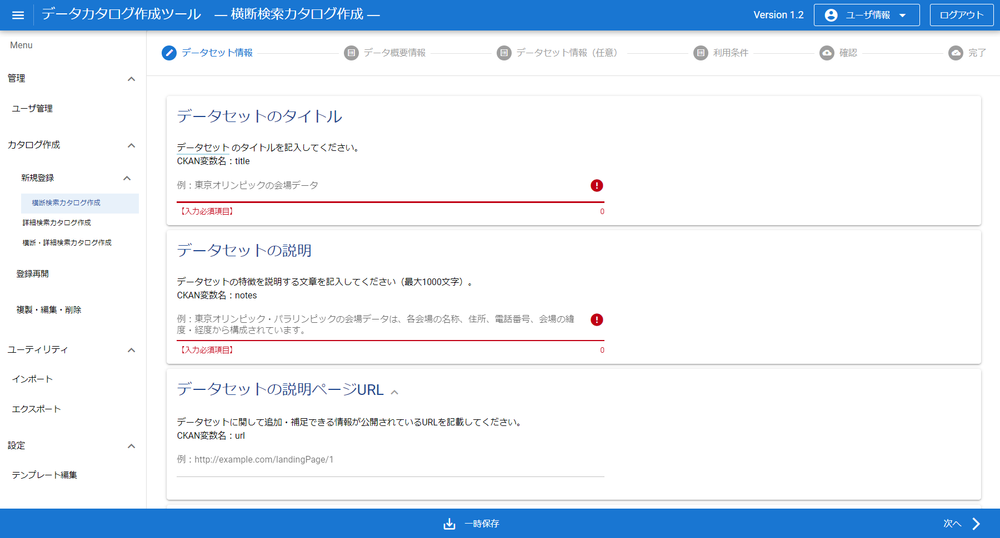 データカタログ作成ツール ― 横断検索カタログ作成 ―
Version 1.2
ユーザ情報
ログアウト
Menu
管理
ユーザ管理
カタログ作成
新規登録
横断検索カタログ作成
詳細検索カタログ作成
横断・詳細検索カタログ作成
登録再開
複製・編集・削除
ユーティリティ
インポート
エクスポート
設定
テンプレート編集
データセット情報
データ概要情報
データセット情報（任意）
利用条件
確認
完了
データセットのタイトル
データセット のタイトルを記入してください。
CKAN変数名：title
例：東京オリンピックの会場データ
【入力必須項目】
0
データセットの説明
データセットの特徴を説明する文章を記入してください（最大1000文字）。
CKAN変数名：notes
例：東京オリンピック・パラリンピックの会場データは、各会場の名称、住所、電話番号、会場の緯
度・経度から構成されています。
【入力必須項目】
0
データセットの説明ページURL
データセットに関して追加・補足できる情報が公開されているURLを記載してください。
CKAN変数名：url
例：http://example.com/landingPage/1
一時保存
次へ